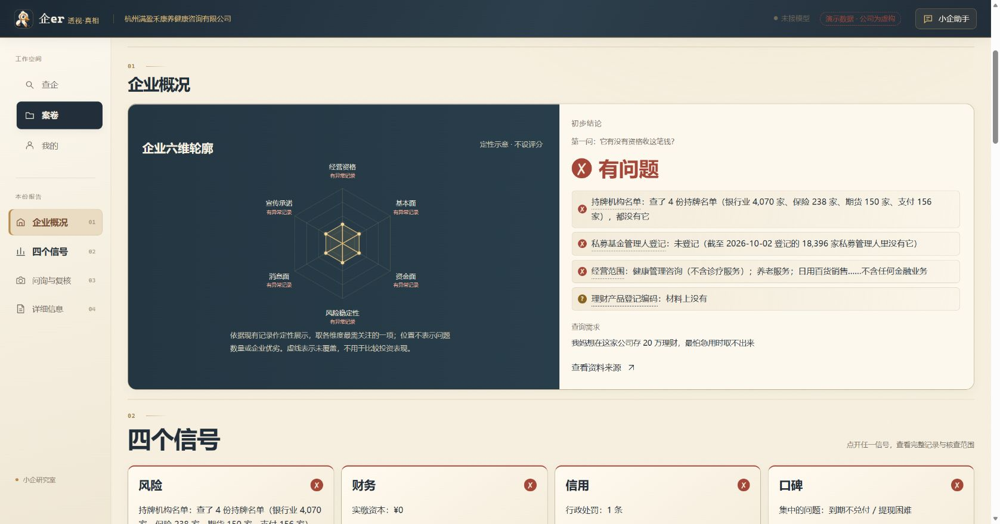 企er 透视·真相
杭州满盈禾康养健康咨询有限公司
未接模型
演示数据 · 公司为虚构
小企助手
工作空间
查企
案卷
我的
本份报告
企业概况 01
四个信号 02
问询与复核 03
详细信息 04
小企研究室
01
企业概况
企业六维轮廓
定性示意 · 不设评分
经营资格
有异常记录
宣传承诺
有异常记录
基本面
有异常记录
消息面
有异常记录
资金面
有异常记录
风险稳定性
有异常记录
依据现有记录作定性展示，取各维度最需关注的一项；位置不表示问题
数量或企业优劣。虚线表示未覆盖，不用于比较投资表现。
初步结论
第一问：它有没有资格收这笔钱？
有问题
持牌机构名单：查了 4 份持牌名单（银行业 4,070 家、保险 238 家、期货 150 家、支付 156
家），都没有它
私募基金管理人登记：未登记（截至 2026-10-02 登记的 18,396 家私募管理人里没有它）
经营范围：健康管理咨询（不含诊疗服务）；养老服务；日用百货销售……不含任何金融业务
理财产品登记编码：材料上没有
查询需求
我妈想在这家公司存 20 万理财，最怕急用时取不出来
查看资料来源
02
四个信号
点开任一信号，查看完整记录与核查范围
风险
持牌机构名单：查了 4 份持牌名单（银行业 4,070
家、保险 238 家、期货 150 家、支付 156 家），
财务
实缴资本：¥0
信用
行政处罚：1 条
口碑
集中的问题：到期不兑付 / 提现困难